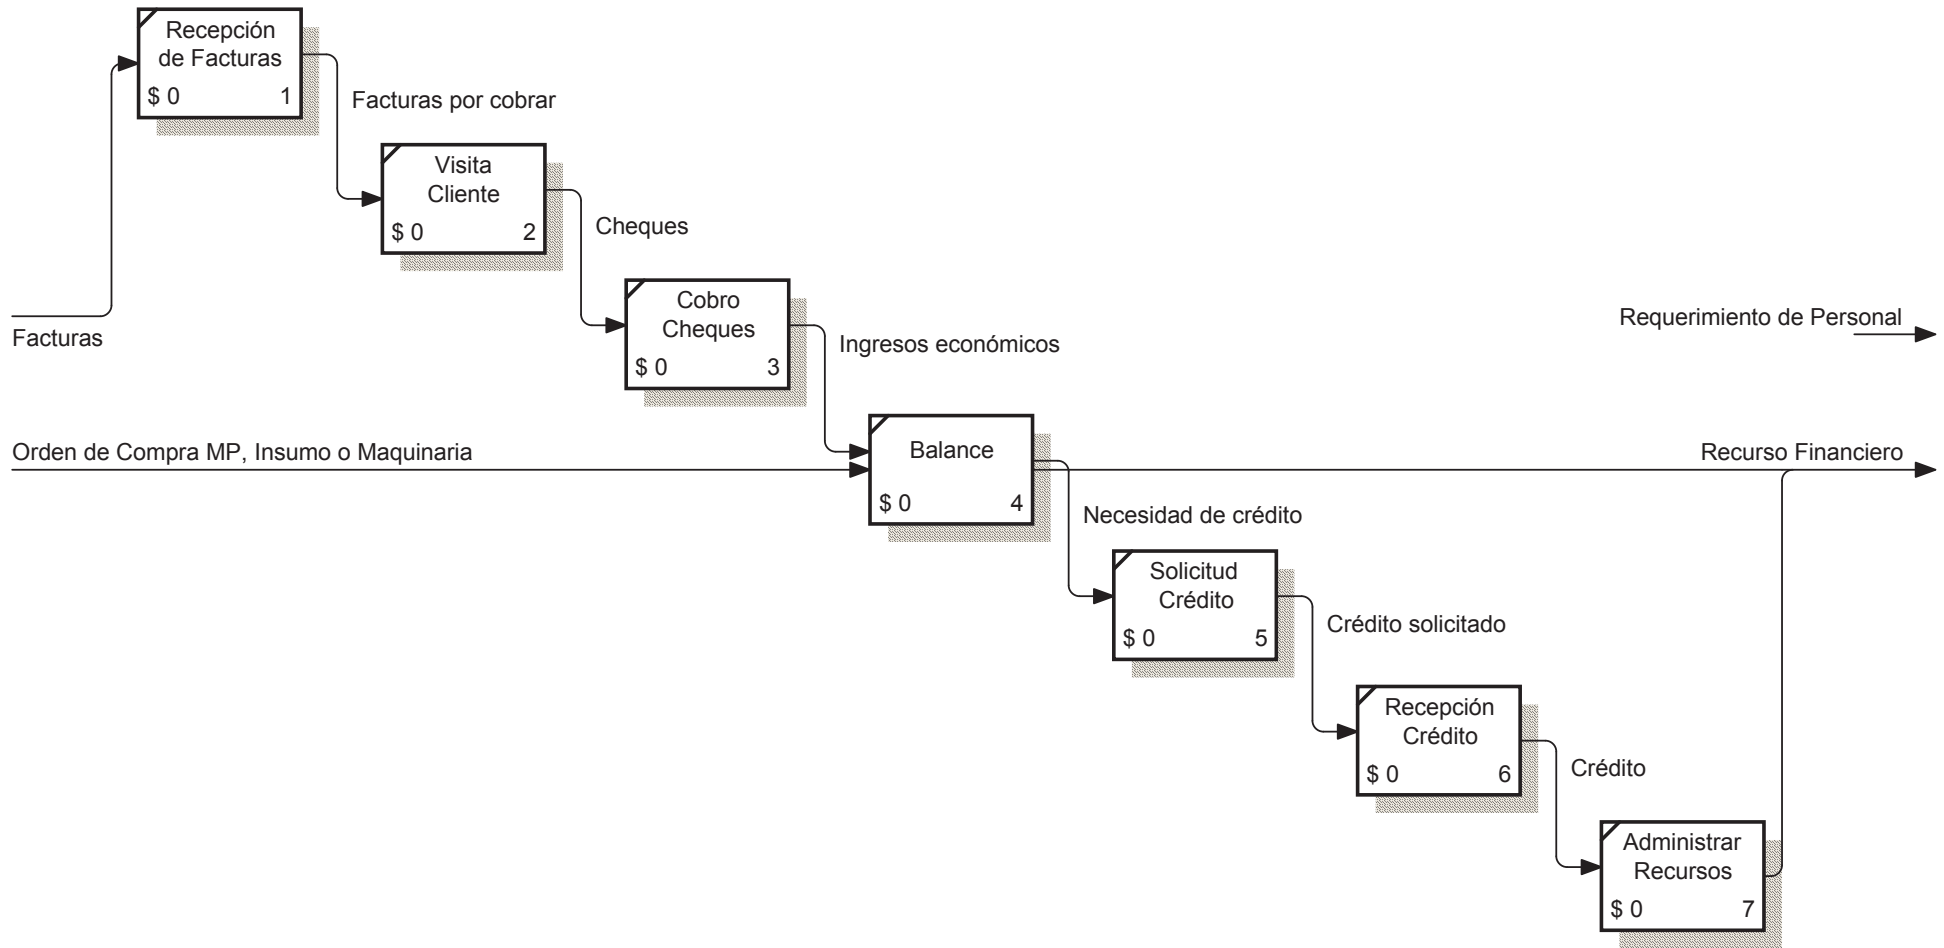 Recepción
de Facturas
$ 0 1
Facturas por cobrar
Visita
Cliente
$ 0 2
Cheques
Cobro
Cheques
$ 0 3
Facturas
Requerimiento de Personal
Ingresos económicos
Orden de Compra MP, Insumo o Maquinaria
Balance
$ 0 4
Recurso Financiero
Necesidad de crédito
Solicitud
Crédito
$ 0 5
Crédito solicitado
Recepción
Crédito
$ 0 6
Crédito
Administrar
Recursos
$ 0 7